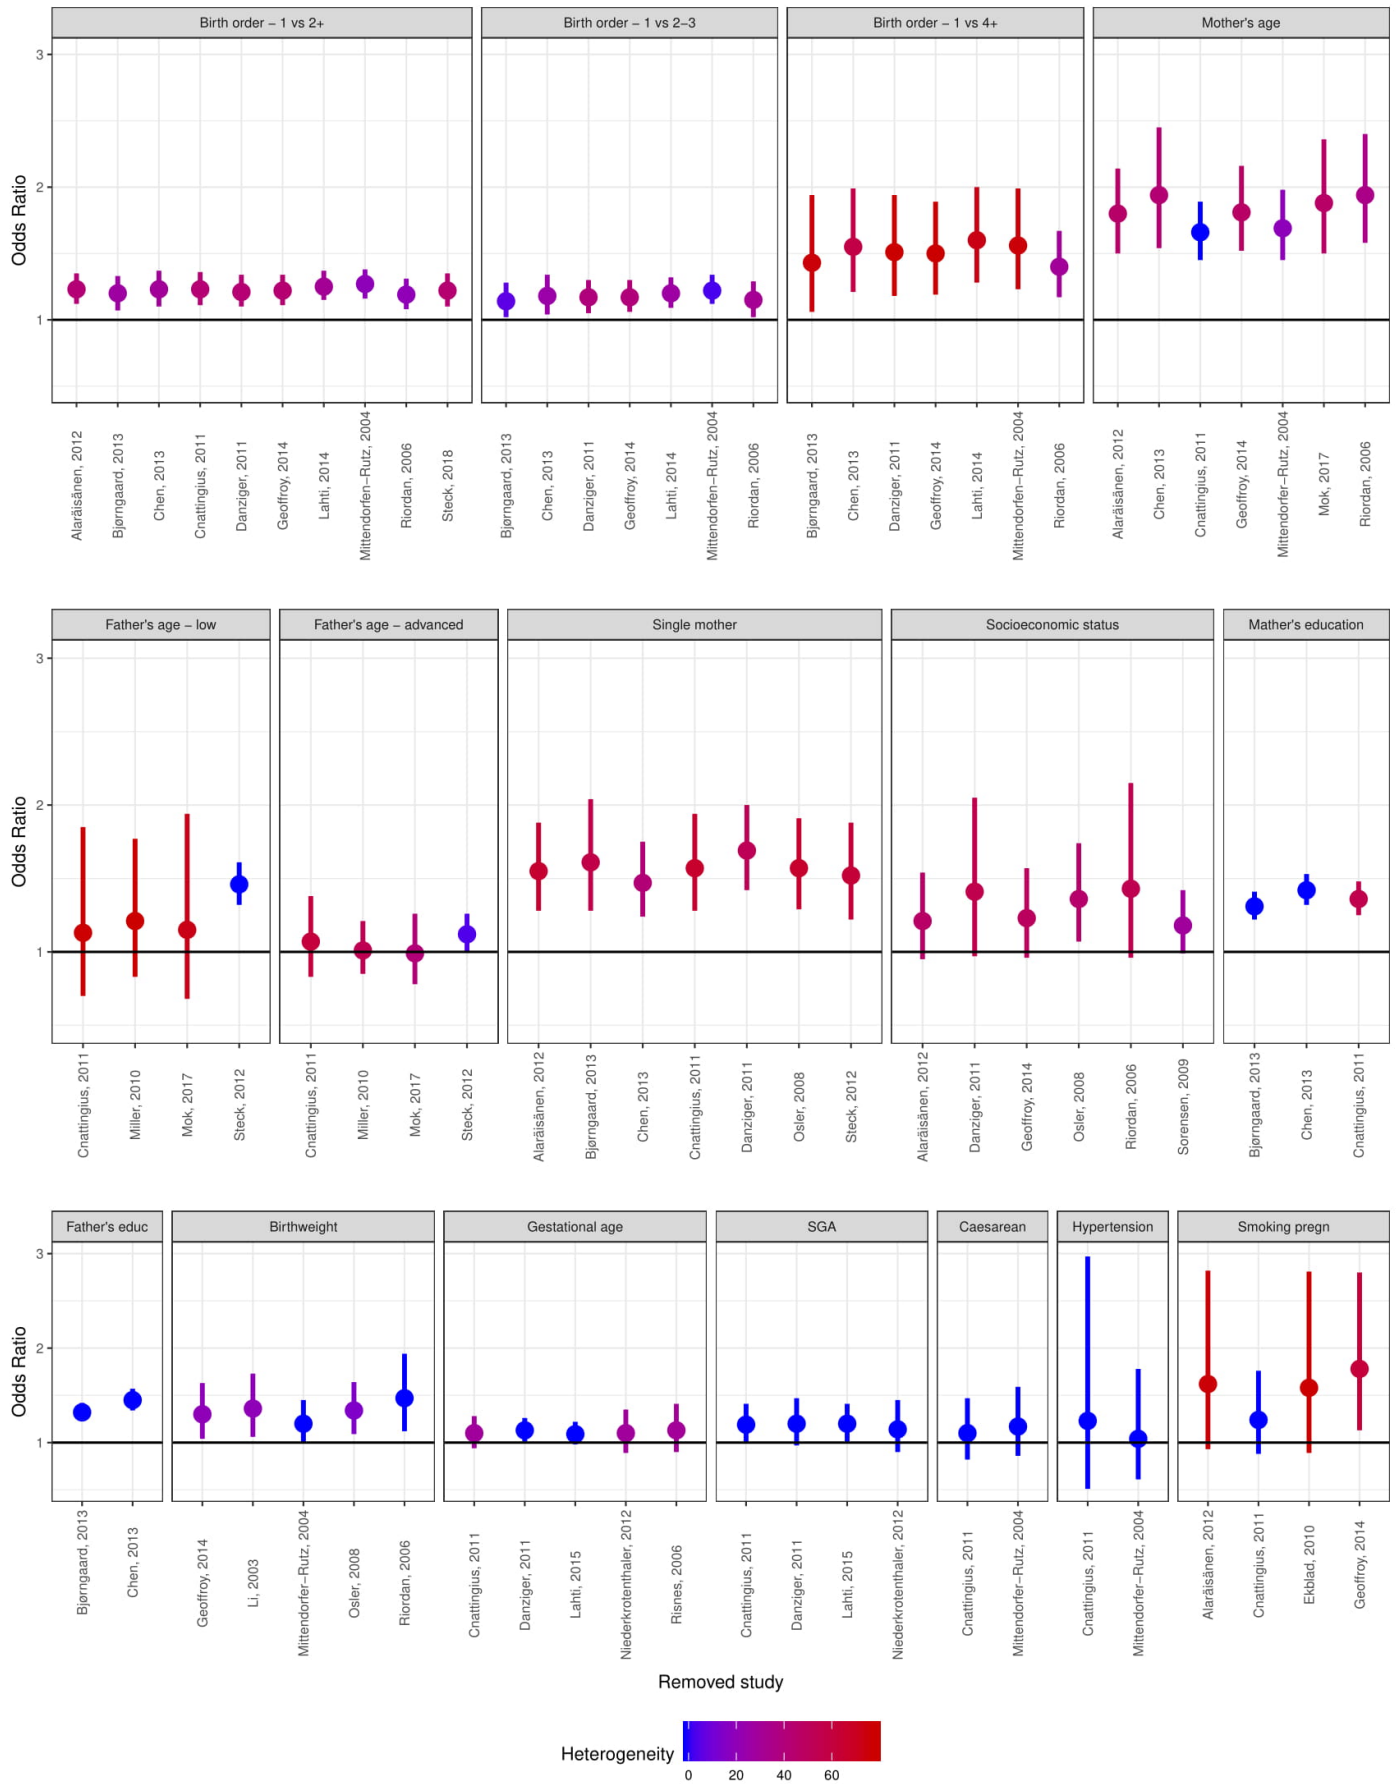 Birth order − 1 vs 2+
Birth order − 1 vs 2−3
Birth order − 1 vs 4+
Mother's age
Odds Ratio
3
2
1
Alaräisänen, 2012
Bjørngaard, 2013
Chen, 2013
Cnattingius, 2011
Danziger, 2011
Geoffroy, 2014
Lahti, 2014
Mittendorfen−Rutz, 2004
Riordan, 2006
Steck, 2018
Bjørngaard, 2013
Chen, 2013
Danziger, 2011
Geoffroy, 2014
Lahti, 2014
Mittendorfen−Rutz, 2004
Riordan, 2006
Bjørngaard, 2013
Chen, 2013
Danziger, 2011
Geoffroy, 2014
Lahti, 2014
Mittendorfen−Rutz, 2004
Riordan, 2006
Alaräisänen, 2012
Chen, 2013
Cnattingius, 2011
Geoffroy, 2014
Mittendorfer−Rutz, 2004
Mok, 2017
Riordan, 2006
Father's age − low
Father's age − advanced
Single mother
Socioeconomic status
Mather's education
Odds Ratio
3
2
1
Cnattingius, 2011
Miller, 2010
Mok, 2017
Steck, 2012
Cnattingius, 2011
Miller, 2010
Mok, 2017
Steck, 2012
Alaräisänen, 2012
Bjørngaard, 2013
Chen, 2013
Cnattingius, 2011
Danziger, 2011
Osler, 2008
Steck, 2012
Alaräisänen, 2012
Danziger, 2011
Geoffroy, 2014
Osler, 2008
Riordan, 2006
Sorensen, 2009
Bjørngaard, 2013
Chen, 2013
Cnattingius, 2011
Father's educ
Birthweight
Gestational age
SGA
Caesarean
Hypertension
Smoking pregn
Odds Ratio
3
2
1
Bjørngaard, 2013
Chen, 2013
Geoffroy, 2014
Li, 2003
Mittendorfer−Rutz, 2004
Osler, 2008
Riordan, 2006
Cnattingius, 2011
Danziger, 2011
Lahti, 2015
Niederkrotenthaler, 2012
Risnes, 2006
Cnattingius, 2011
Danziger, 2011
Lahti, 2015
Niederkrotenthaler, 2012
Cnattingius, 2011
Mittendorfer−Rutz, 2004
Cnattingius, 2011
Mittendorfer−Rutz, 2004
Alaräisänen, 2012
Cnattingius, 2011
Ekblad, 2010
Geoffroy, 2014
Removed study
Heterogeneity
0
20
40
60